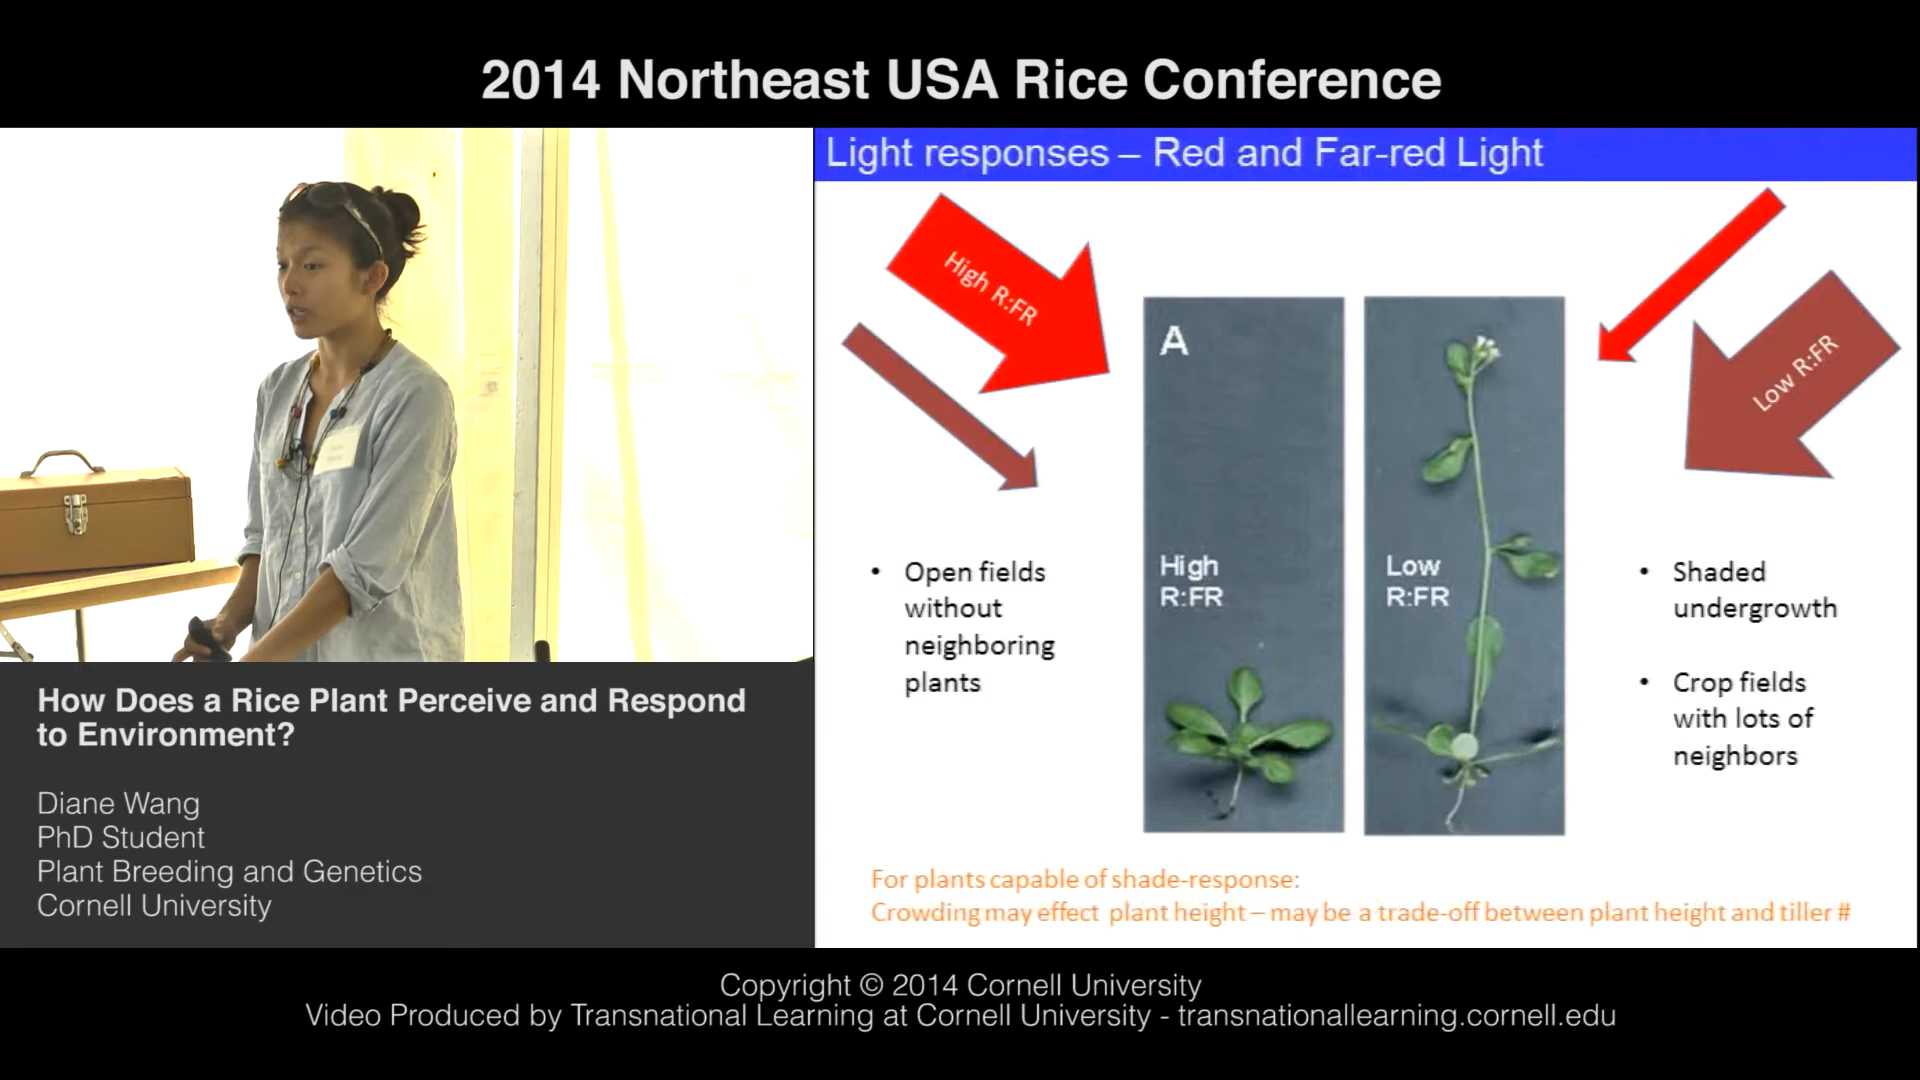 2014 Northeast USA Rice Conference
Light responses – Red and Far-red Light
High R:FR
Low R:FR
A
High
R:FR
Low
R:FR
• Open fields
without
neighboring
plants
• Shaded
undergrowth
• Crop fields
with lots of
neighbors
For plants capable of shade-response:
Crowding may effect plant height – may be a trade-off between plant height and tiller #
How Does a Rice Plant Perceive and Respond
to Environment?
Diane Wang
PhD Student
Plant Breeding and Genetics
Cornell University
Copyright © 2014 Cornell University
Video Produced by Transnational Learning at Cornell University - transnationallearning.cornell.edu